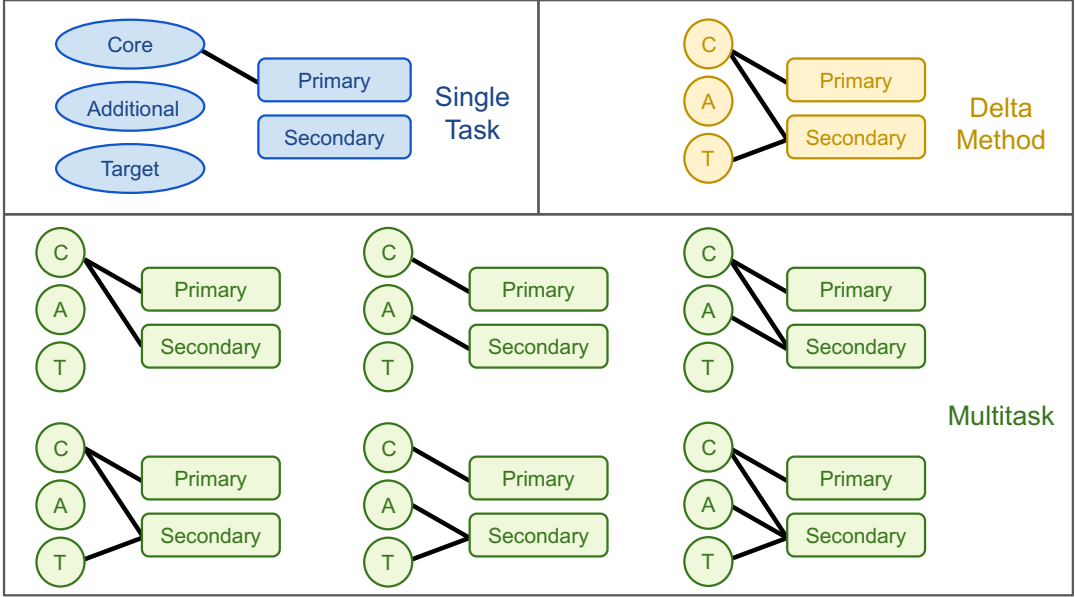 Core
Additional
Target
Primary
Secondary
Single
Task
C
A
T
Primary
Secondary
Delta
Method
C
A
T
Primary
Secondary
C
A
T
Primary
Secondary
C
A
T
Primary
Secondary
Multitask
C
A
T
Primary
Secondary
C
A
T
Primary
Secondary
C
A
T
Primary
Secondary